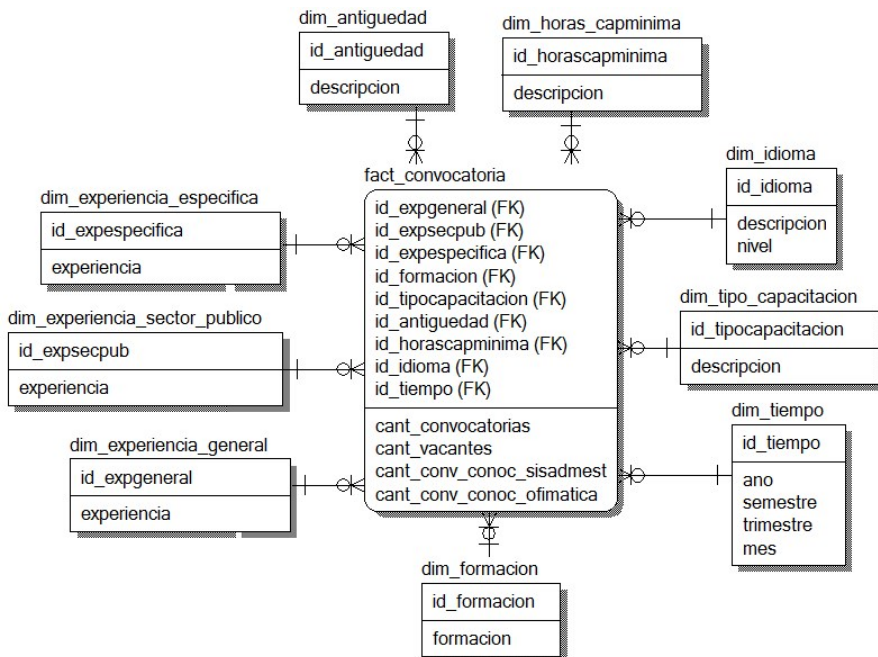 dim_antiguedad
id_antiguedad
descripcion
dim_horas_capminima
id_horascapminima
descripcion
dim_idioma
id_idioma
descripcion
nivel
dim_experiencia_especifica
id_expespecifica
experiencia
fact_convocatoria
id_expgeneral (FK)
id_expsecpub (FK)
id_expespecifica (FK)
id_formacion (FK)
id_tipocapacitacion (FK)
id_antiguedad (FK)
id_horascapminima (FK)
id_idioma (FK)
id_tiempo (FK)
cant_convocatorias
cant_vacantes
cant_conv_conoc_sisadmest
cant_conv_conoc_ofimatica
dim_tipo_capacitacion
id_tipocapacitacion
descripcion
dim_experiencia_sector_publico
id_expsecpub
experiencia
dim_tiempo
id_tiempo
ano
semestre
trimestre
mes
dim_experiencia_general
id_expgeneral
experiencia
dim_formacion
id_formacion
formacion